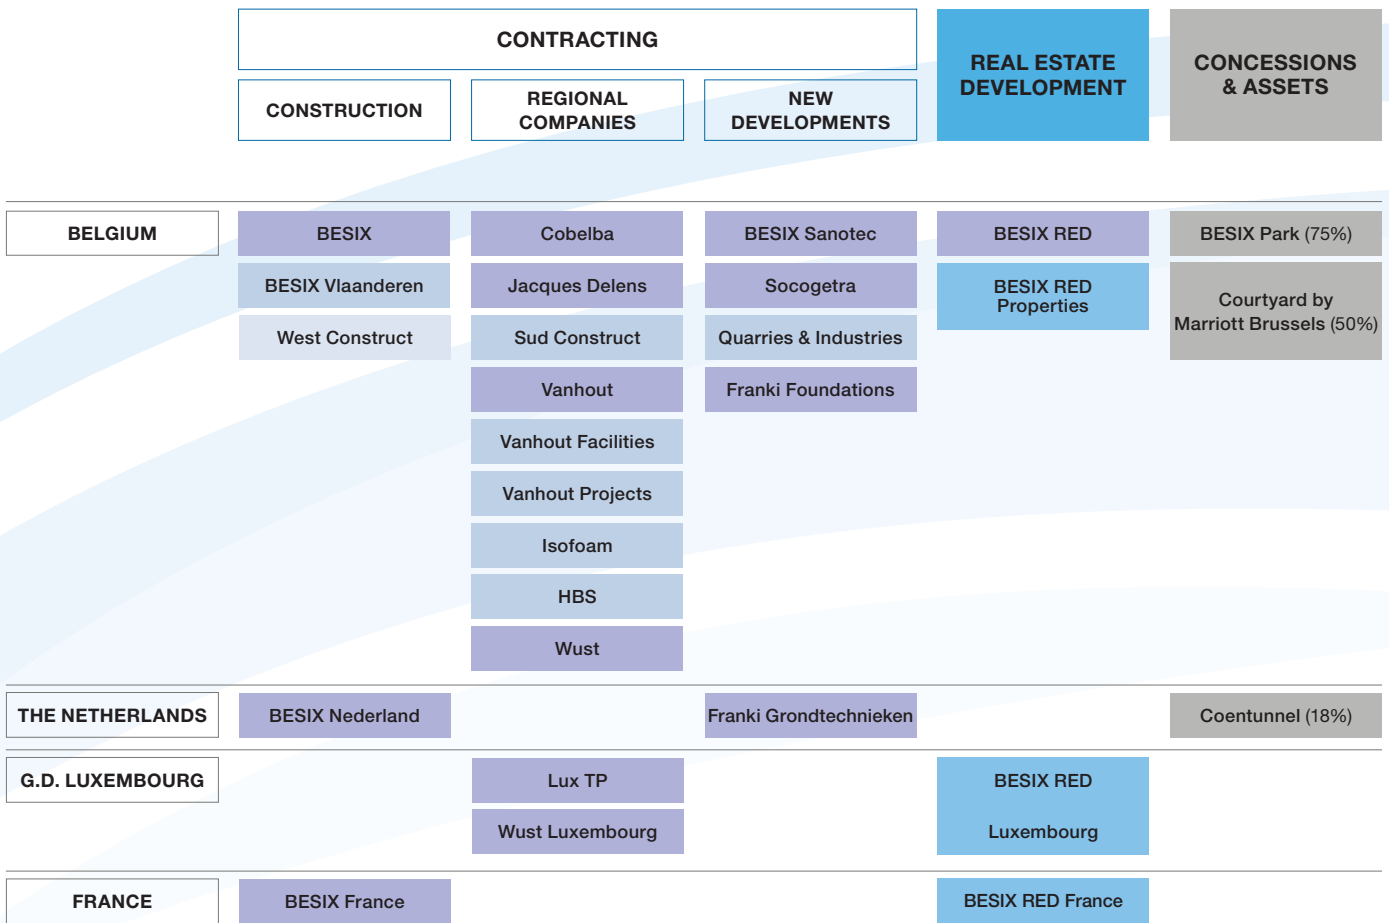 CONTRACTING
REAL ESTATE
DEVELOPMENT
CONCESSIONS
& ASSETS
CONSTRUCTION
REGIONAL
COMPANIES
NEW
DEVELOPMENTS
BELGIUM
BESIX
BESIX Vlaanderen
West Construct
Cobelba
Jacques Delens
Sud Construct
Vanhout
Vanhout Facilities
Vanhout Projects
Isofoam
HBS
Wust
BESIX Sanotec
Socogetra
Quarries & Industries
Franki Foundations
BESIX RED
BESIX RED
Properties
BESIX Park (75%)
Courtyard by
Marriott Brussels (50%)
THE NETHERLANDS
BESIX Nederland
Franki Grondtechnieken
Coentunnel (18%)
G.D. LUXEMBOURG
Lux TP
Wust Luxembourg
BESIX RED
Luxembourg
FRANCE
BESIX France
BESIX RED France